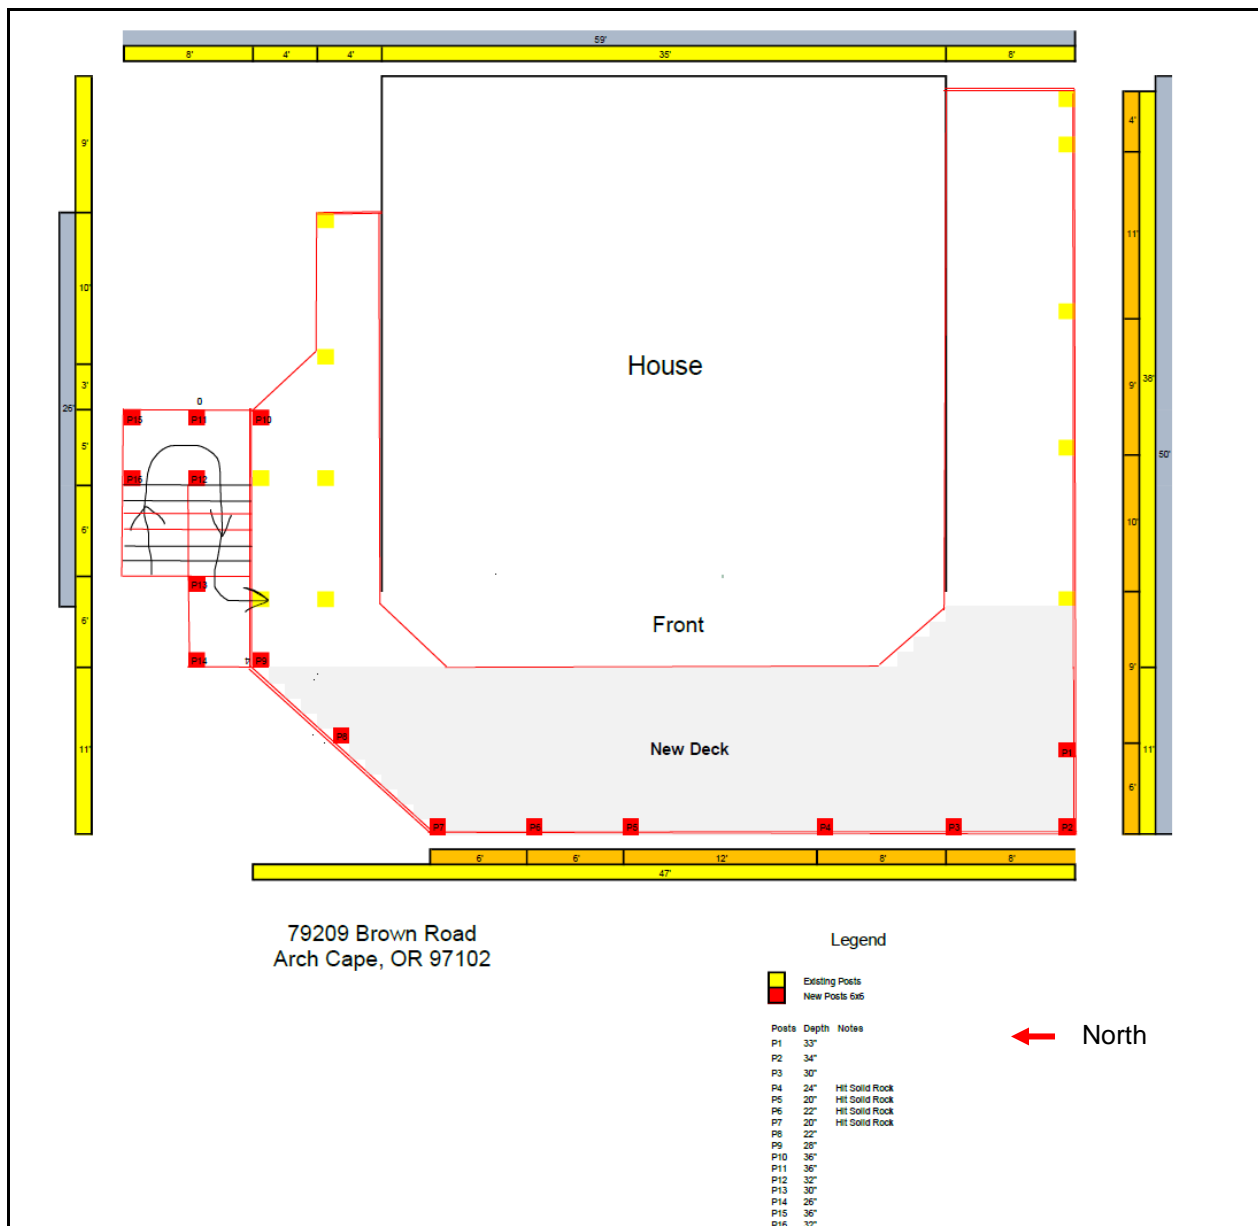 59'
8' 4' 4' 35' 8'
9'
10'
3'
26'
5'
6'
6'
11'
4'
11'
9'
10'
9'
6'
38'
11'
50'
House
0
P15 P11 P10
P16 P12
P13
P14 P9
Front
P8
New Deck
P1
P7 P6 P5 P4 P3 P2
6' 6' 12' 8' 8'
47'
79209 Brown Road
Arch Cape, OR 97102
Legend
Existing Posts
New Posts 6x6
North
Posts Depth Notes
P1 33"
P2 34"
P3 30"
P4 24" Hit Solid Rock
P5 20" Hit Solid Rock
P6 22" Hit Solid Rock
P7 20" Hit Solid Rock
P8 22"
P9 28"
P10 36"
P11 36"
P12 32"
P13 30"
P14 26"
P15 36"
P16 32"